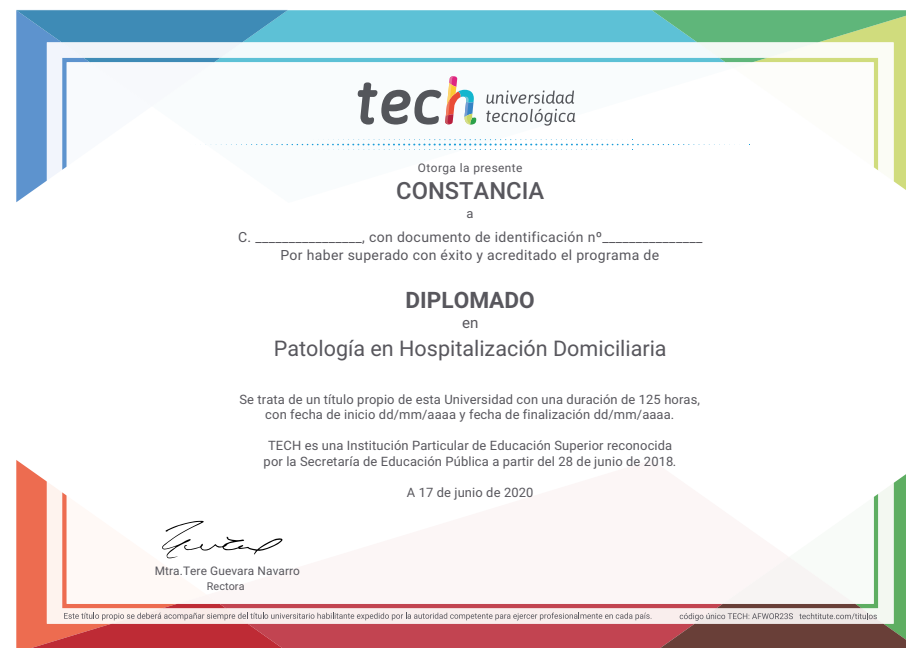 tech universidad
tecnológica
Otorga la presente
CONSTANCIA
a
C. ________________, con documento de identificación nº_______________
Por haber superado con éxito y acreditado el programa de
DIPLOMADO
en
Patología en Hospitalización Domiciliaria
Se trata de un título propio de esta Universidad con una duración de 125 horas,
con fecha de inicio dd/mm/aaaa y fecha de finalización dd/mm/aaaa.
TECH es una Institución Particular de Educación Superior reconocida
por la Secretaría de Educación Pública a partir del 28 de junio de 2018.
A 17 de junio de 2020
Mtra.Tere Guevara Navarro
Rectora
Este título propio se deberá acompañar siempre del título universitario habilitante expedido por la autoridad competente para ejercer profesionalmente en cada país. código único TECH: AFWOR23S techtitute.com/titulos